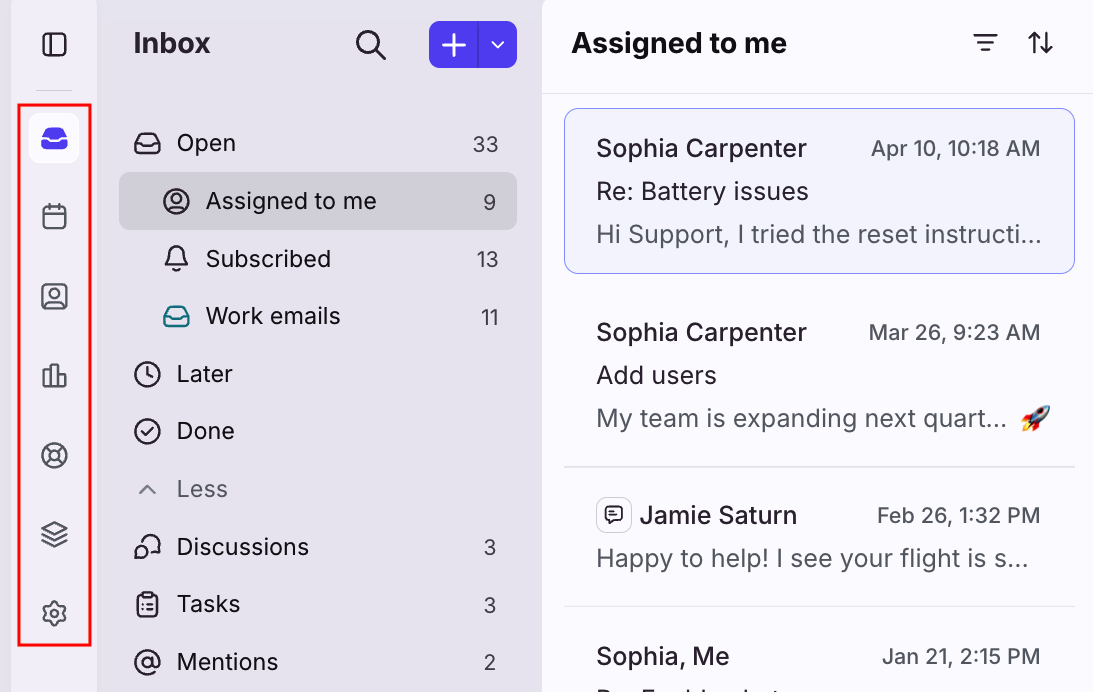 Inbox
Open 33
Assigned to me 9
Subscribed 13
Work emails 11
Later
Done
Less
Discussions 3
Tasks 3
Mentions 2
Assigned to me
Sophia Carpenter Apr 10, 10:18 AM
Re: Battery issues
Hi Support, I tried the reset instructi...
Sophia Carpenter Mar 26, 9:23 AM
Add users
My team is expanding next quart... 🚀
Jamie Saturn Feb 26, 1:32 PM
Happy to help! I see your flight is s...
Sophia, Me Jan 21, 2:15 PM